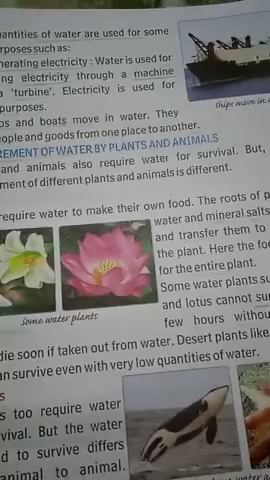 uantities of water are used for some
rposes such as:
nerating electricity : Water is used for
ng electricity through a machine
a 'turbine'. Electricity is used for
purposes.
ps and boats move in water. They
eople and goods from one place to another.
ships move in
REMENT OF WATER BY PLANTS AND ANIMALS
and animals also require water for survival. But,
ment of different plants and animals is different.
require water to make their own food. The roots of p
water and mineral salts
and transfer them to
the plant. Here the fo
for the entire plant.
Some water plants su
and lotus cannot su
few hours withou
some water plants
die soon if taken out from water. Desert plants like
an survive even with very low quantities of water.
S
s too require water
vival. But the water
d to survive differs
animal to animal.